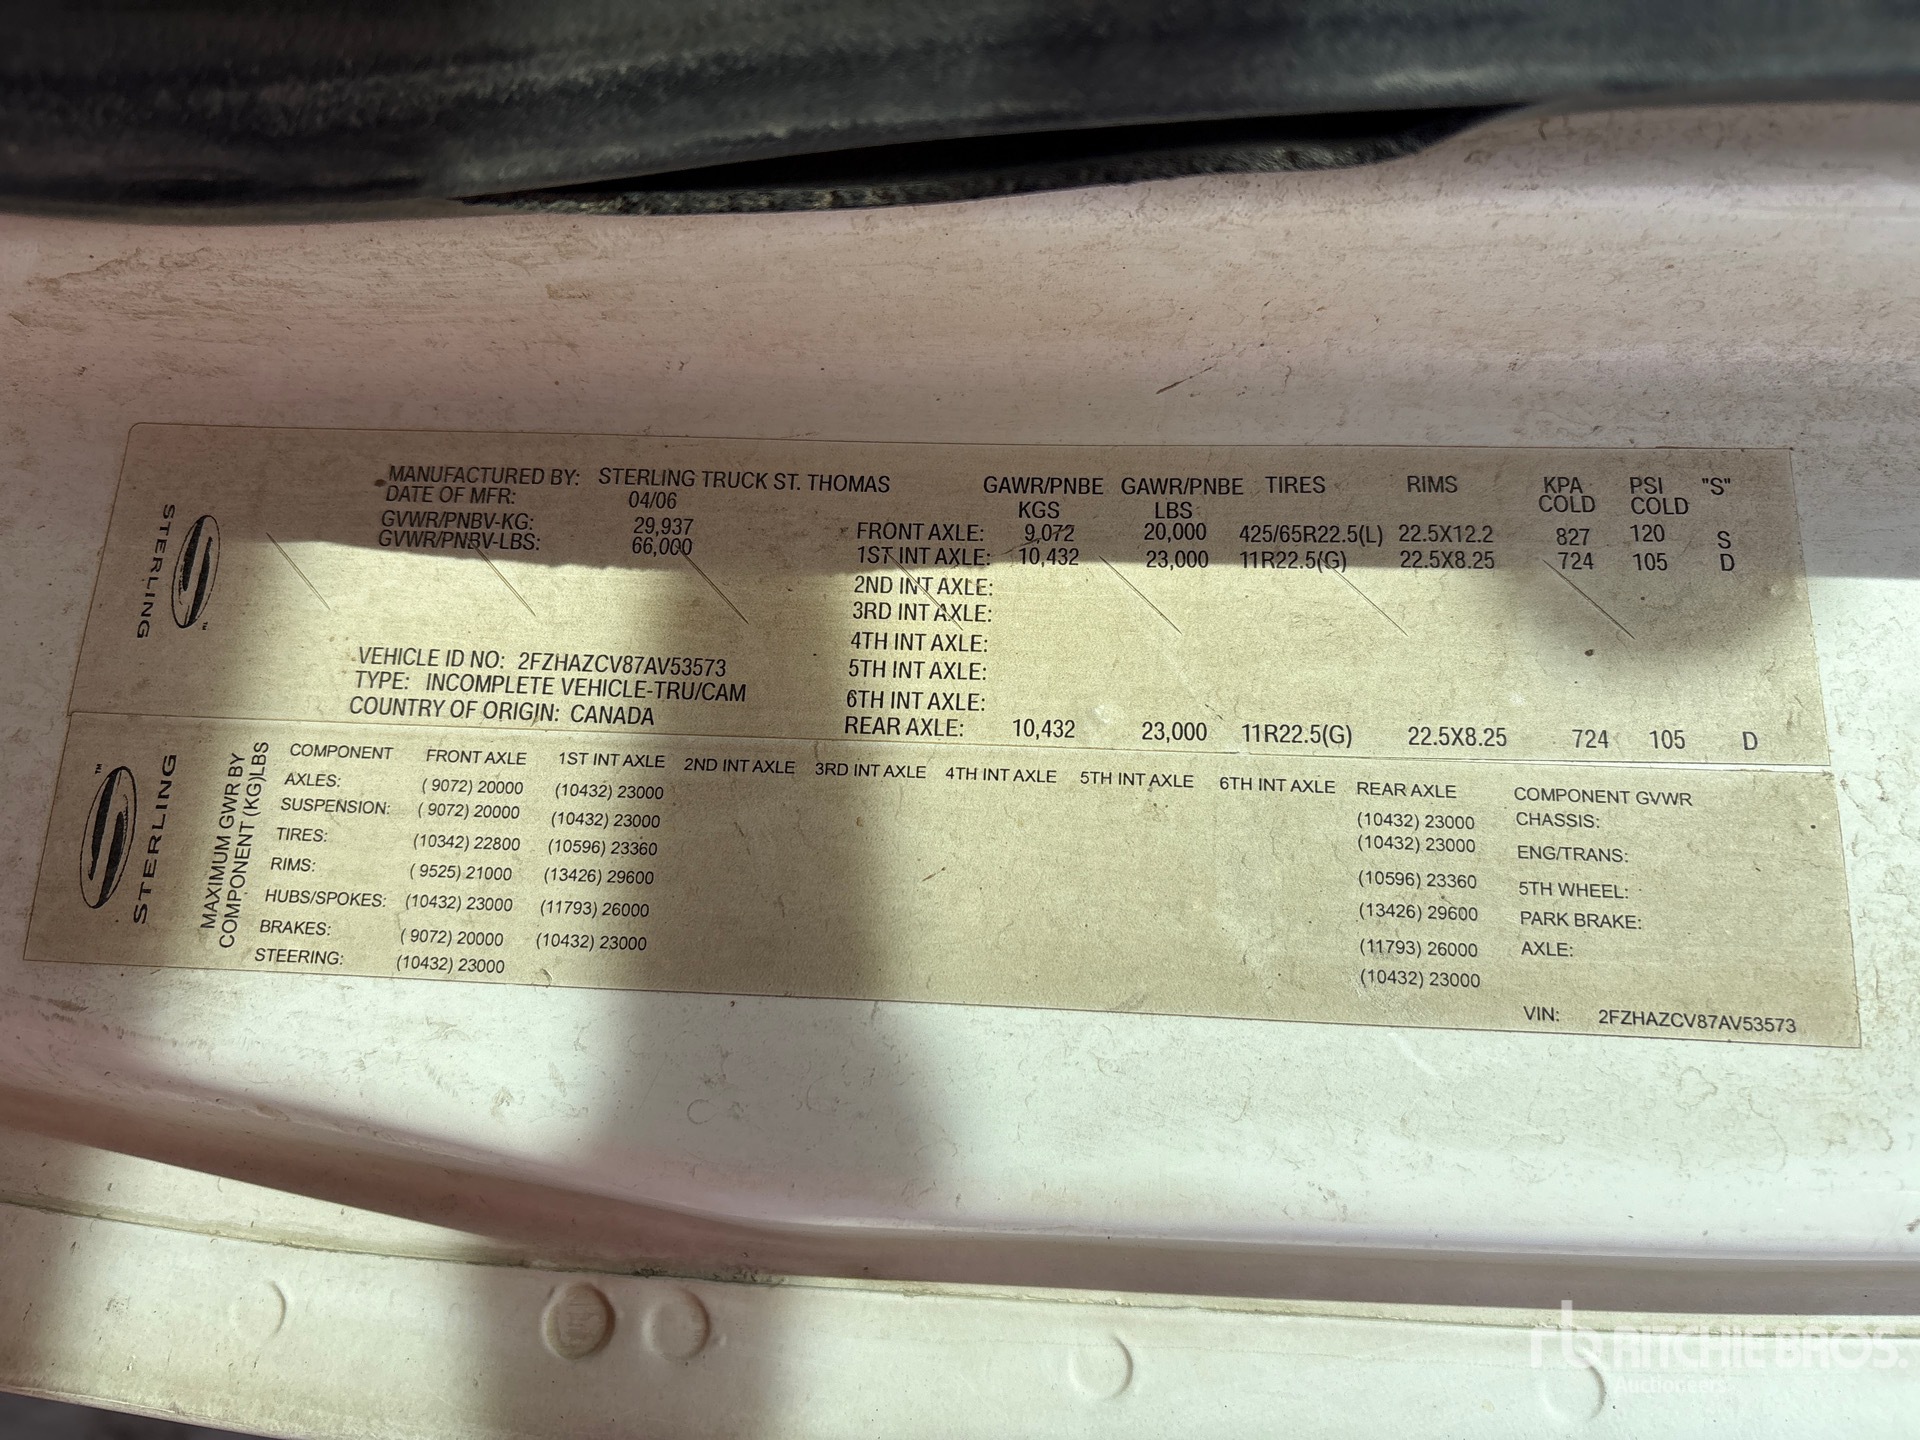 STERLING
MANUFACTURED BY: STERLING TRUCK ST. THOMAS
DATE OF MFR: 04/06
GVWR/PNBV-KG: 29,937
GVWR/PNBV-LBS: 66,000
VEHICLE ID NO: 2FZHAZCV87AV53573
TYPE: INCOMPLETE VEHICLE-TRU/CAM
COUNTRY OF ORIGIN: CANADA
GAWR/PNBE KGS GAWR/PNBE LBS TIRES RIMS KPA COLD PSI COLD "S"
FRONT AXLE: 9,072 20,000 425/65R22.5(L) 22.5X12.2 827 120 S
1ST INT AXLE: 10,432 23,000 11R22.5(G) 22.5X8.25 724 105 D
2ND INT AXLE:
3RD INT AXLE:
4TH INT AXLE:
5TH INT AXLE:
6TH INT AXLE:
REAR AXLE: 10,432 23,000 11R22.5(G) 22.5X8.25 724 105 D
STERLING
MAXIMUM GWR BY
COMPONENT (KG)LBS
COMPONENT FRONT AXLE 1ST INT AXLE 2ND INT AXLE 3RD INT AXLE 4TH INT AXLE 5TH INT AXLE 6TH INT AXLE REAR AXLE COMPONENT GVWR
AXLES: ( 9072) 20000 (10432) 23000 (10432) 23000 CHASSIS:
SUSPENSION: ( 9072) 20000 (10432) 23000 (10432) 23000 ENG/TRANS:
TIRES: (10342) 22800 (10596) 23360 (10596) 23360 5TH WHEEL:
RIMS: ( 9525) 21000 (13426) 29600 (13426) 29600 PARK BRAKE:
HUBS/SPOKES: (10432) 23000 (11793) 26000 (11793) 26000 AXLE:
BRAKES: ( 9072) 20000 (10432) 23000 (10432) 23000
STEERING: (10432) 23000
VIN: 2FZHAZCV87AV53573
rb RITCHIE BROS.
Auctioneers